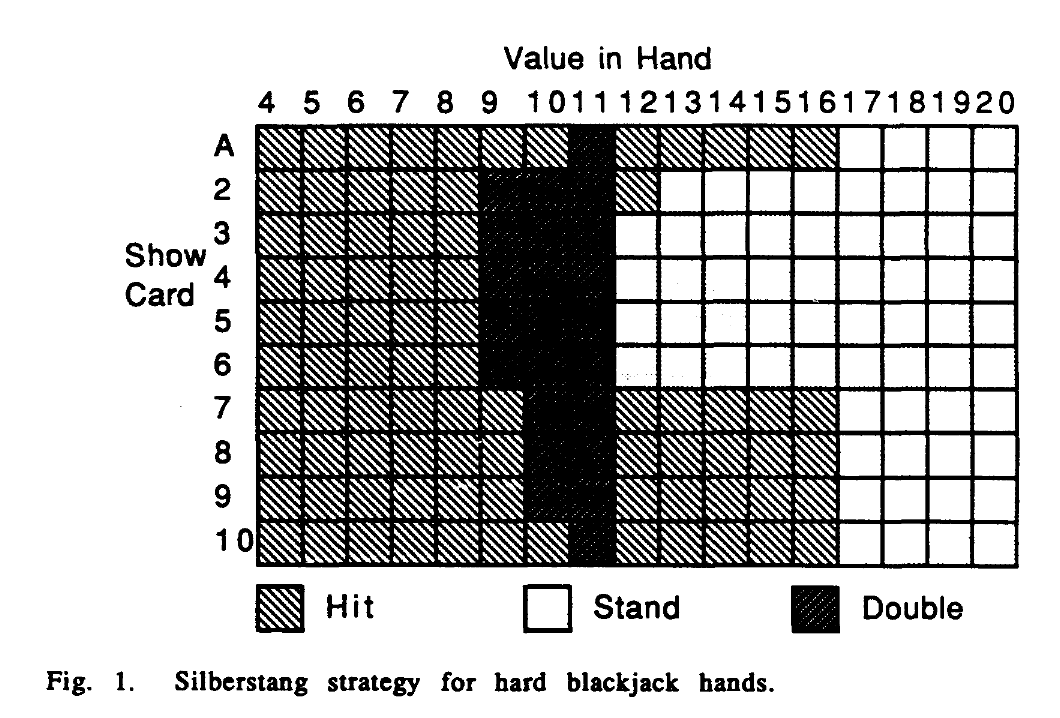 Value in Hand
4 5 6 7 8 9 10 11 12 13 14 15 16 17 18 19 20
A
2
3
Show
4
Card
5
6
7
8
9
10
Hit Stand Double
Fig. 1. Silberstang strategy for hard blackjack hands.